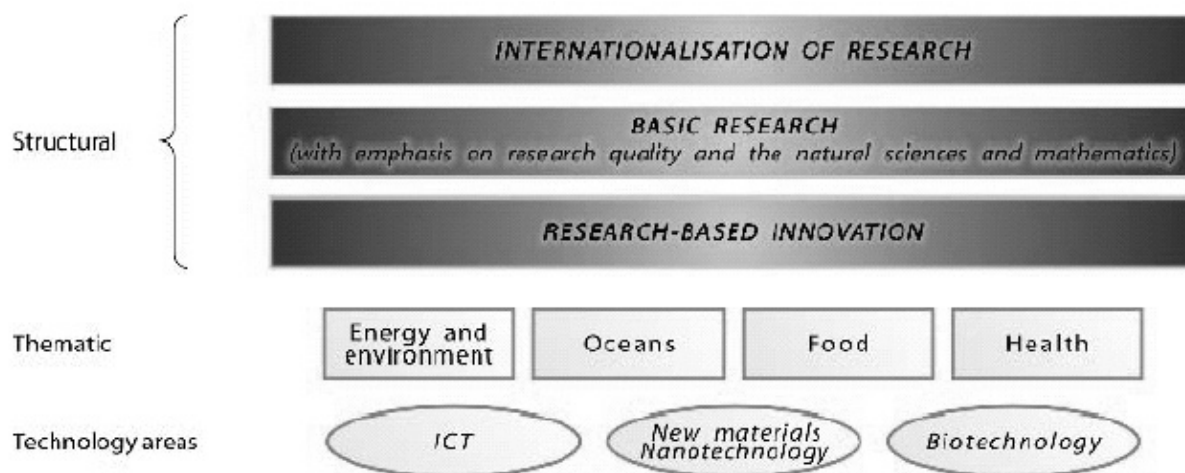 INTERNATIONALISATION OF RESEARCH
Structural
BASIC RESEARCH
(with emphasis on research quality and the natural sciences and mathematics)
RESEARCH-BASED INNOVATION
Thematic
Energy and
environment
Oceans
Food
Health
Technology areas
ICT
New materials
Nanotechnology
Biotechnology